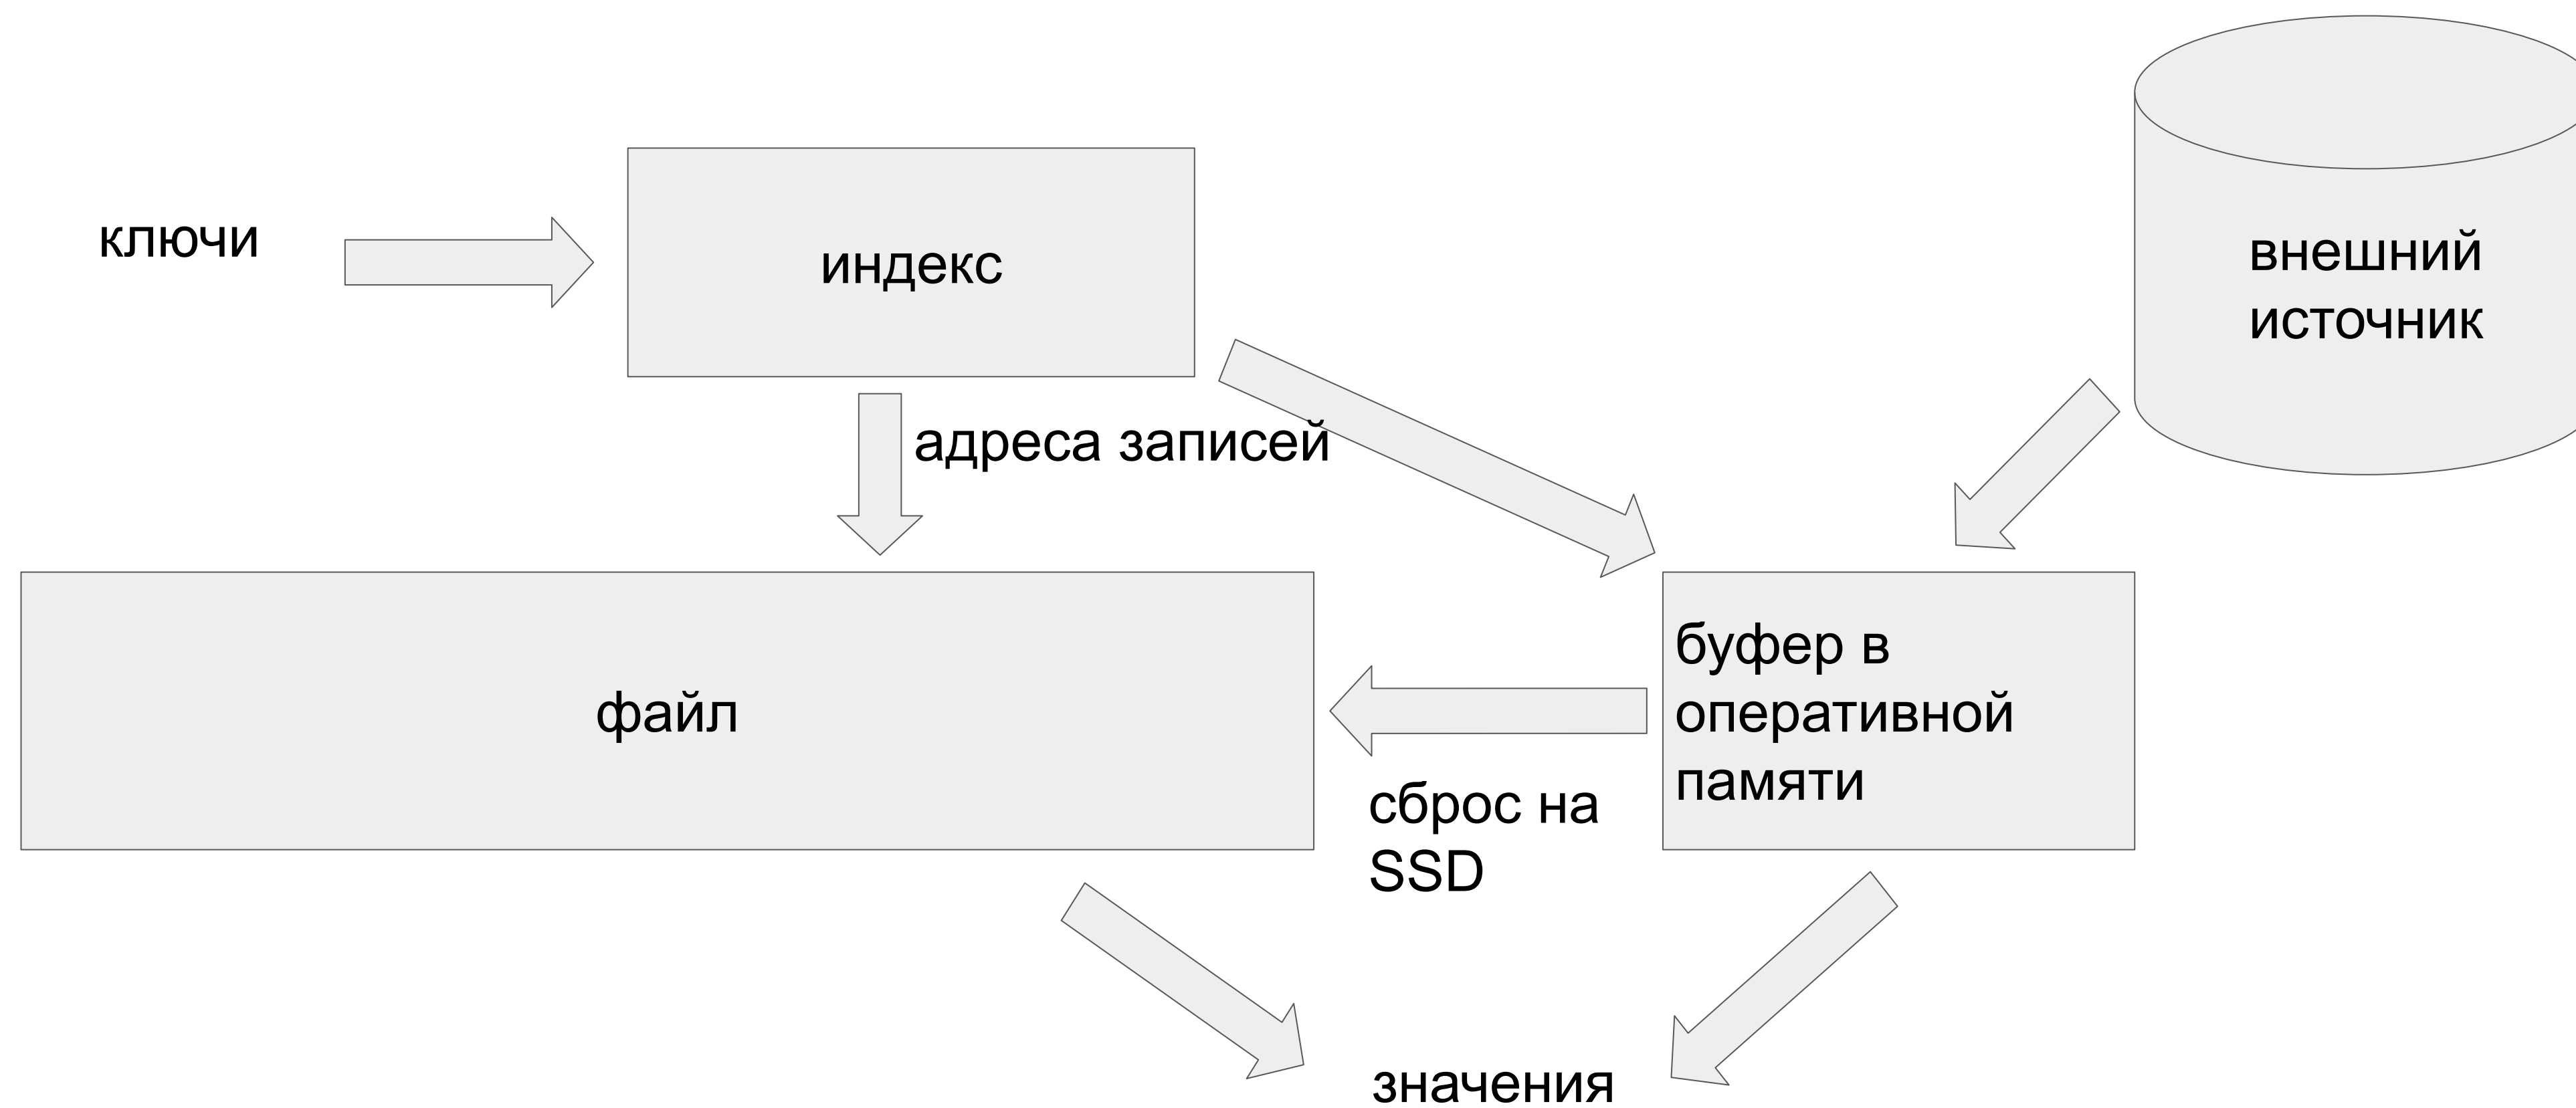 ключи
индекс
внешний
источник
адреса записей
файл
буфер в
оперативной
памяти
сброс на
SSD
значения